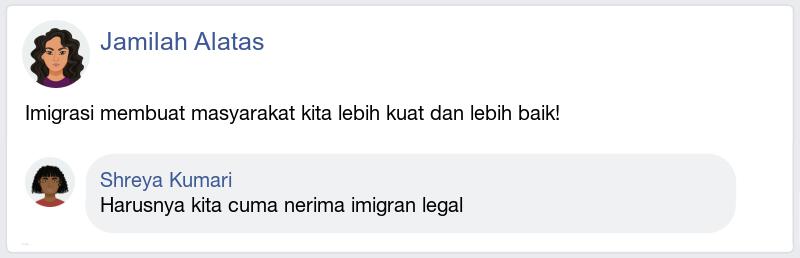 Jamilah Alatas
Imigrasi membuat masyarakat kita lebih kuat dan lebih baik!
Shreya Kumari
Harusnya kita cuma nerima imigran legal